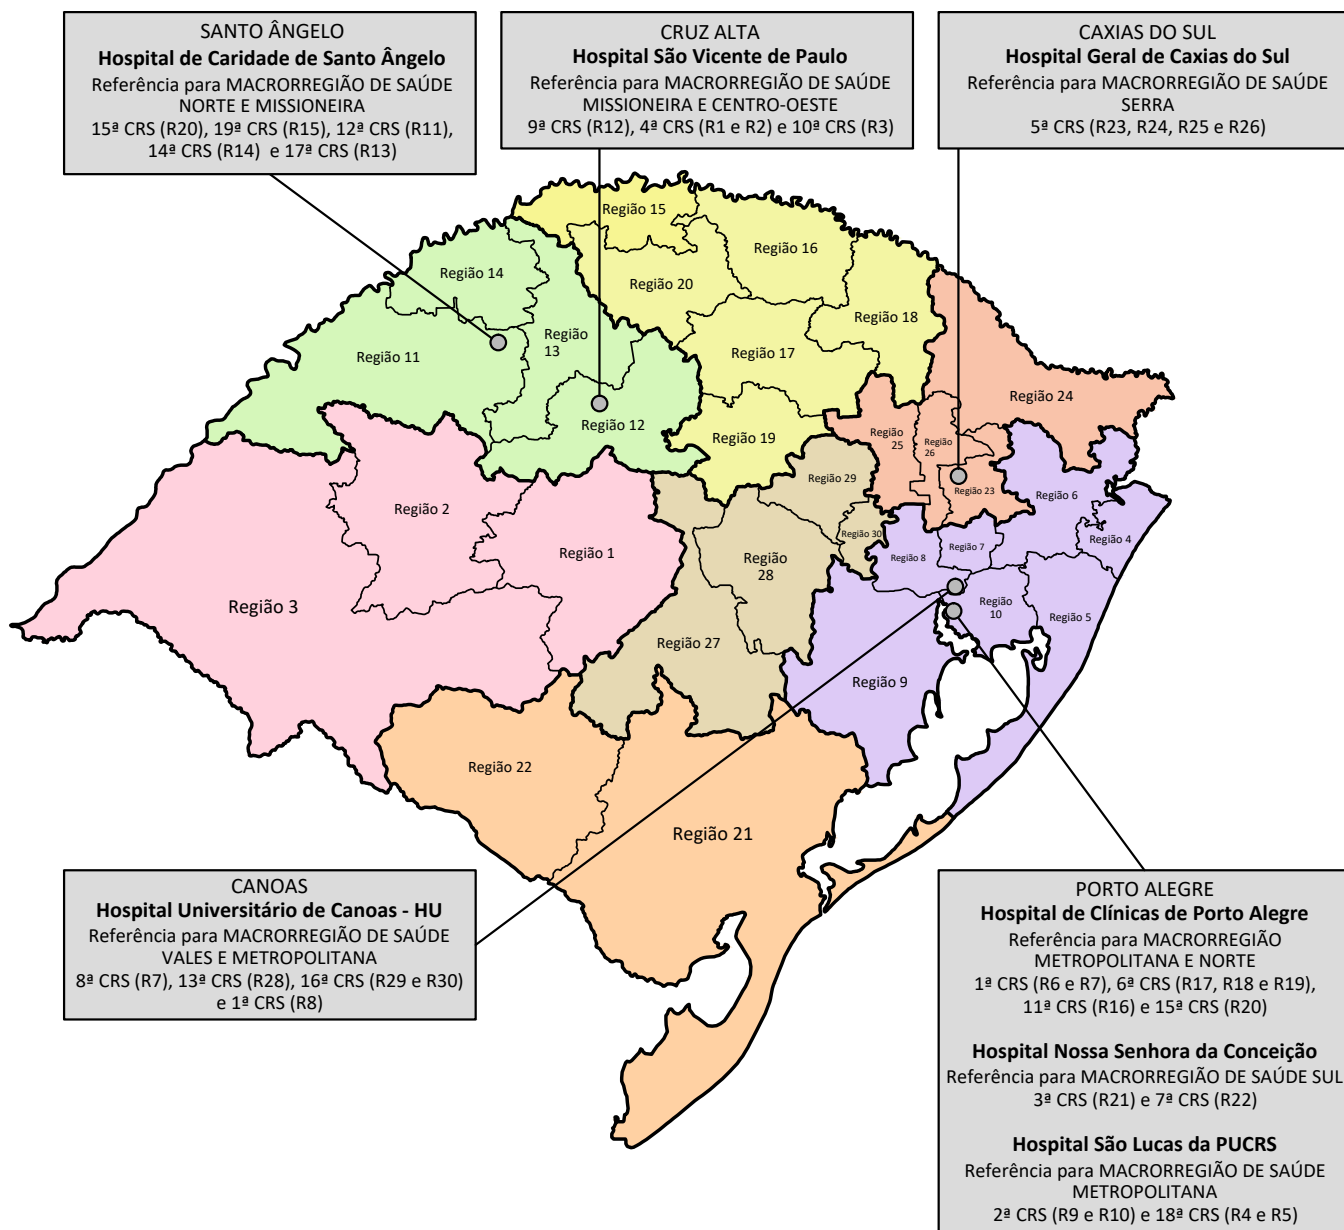 SANTO ÂNGELO
Hospital de Caridade de Santo Ângelo
Referência para MACRORREGIÃO DE SAÚDE
NORTE E MISSIONEIRA
15ª CRS (R20), 19ª CRS (R15), 12ª CRS (R11),
14ª CRS (R14) e 17ª CRS (R13)
CRUZ ALTA
Hospital São Vicente de Paulo
Referência para MACRORREGIÃO DE SAÚDE
MISSIONEIRA E CENTRO-OESTE
9ª CRS (R12), 4ª CRS (R1 e R2) e 10ª CRS (R3)
CAXIAS DO SUL
Hospital Geral de Caxias do Sul
Referência para MACRORREGIÃO DE SAÚDE
SERRA
5ª CRS (R23, R24, R25 e R26)
Região 15
Região 16
Região 14
Região 20
Região 18
Região
13
Região 11
Região 17
Região 24
Região 12
Região 19
Região
25
Região
26
Região 29
Região 23
Região 6
Região 2
Região 30
Região 4
Região 8
Região 7
Região 1
Região
28
Região 3
Região
10
Região 5
Região 27
Região 9
Região 22
Região 21
CANOAS
Hospital Universitário de Canoas - HU
Referência para MACRORREGIÃO DE SAÚDE
VALES E METROPOLITANA
8ª CRS (R7), 13ª CRS (R28), 16ª CRS (R29 e R30)
e 1ª CRS (R8)
PORTO ALEGRE
Hospital de Clínicas de Porto Alegre
Referência para MACRORREGIÃO
METROPOLITANA E NORTE
1ª CRS (R6 e R7), 6ª CRS (R17, R18 e R19),
11ª CRS (R16) e 15ª CRS (R20)
Hospital Nossa Senhora da Conceição
Referência para MACRORREGIÃO DE SAÚDE SUL
3ª CRS (R21) e 7ª CRS (R22)
Hospital São Lucas da PUCRS
Referência para MACRORREGIÃO DE SAÚDE
METROPOLITANA
2ª CRS (R9 e R10) e 18ª CRS (R4 e R5)